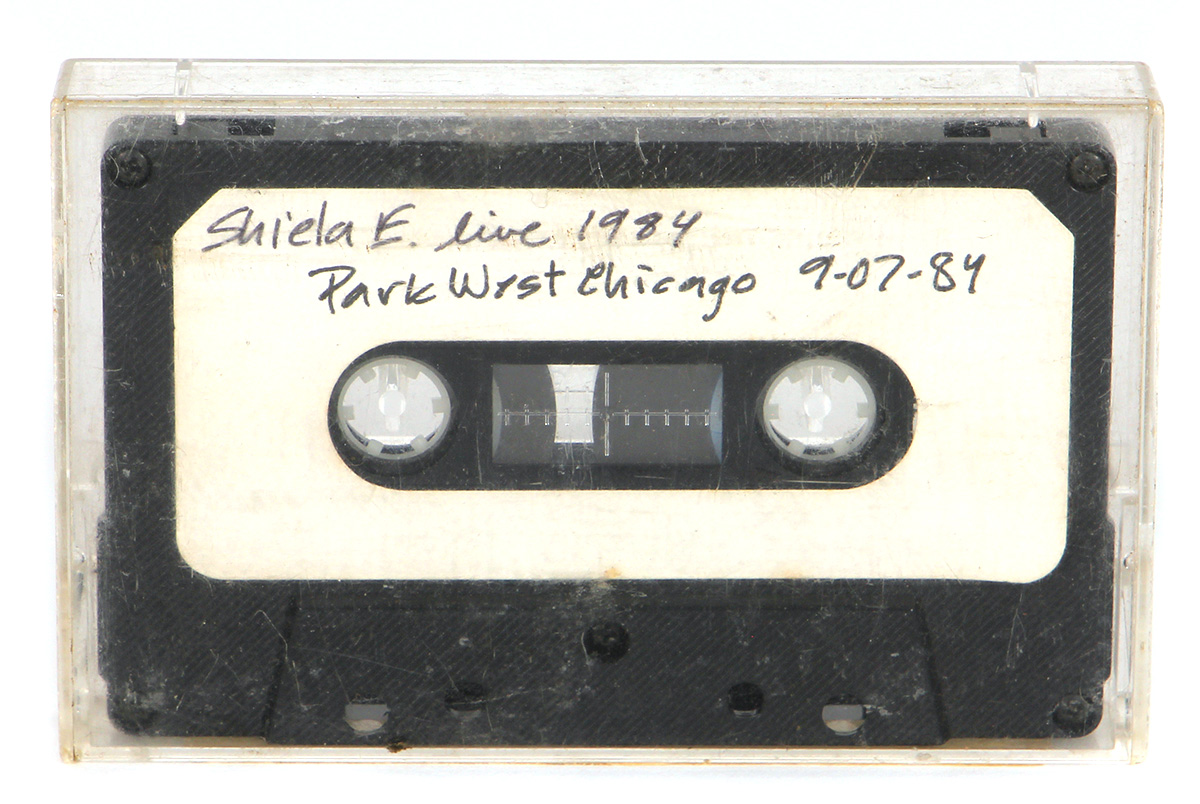 Shiela E. live 1984
Park West Chicago 9-07-84